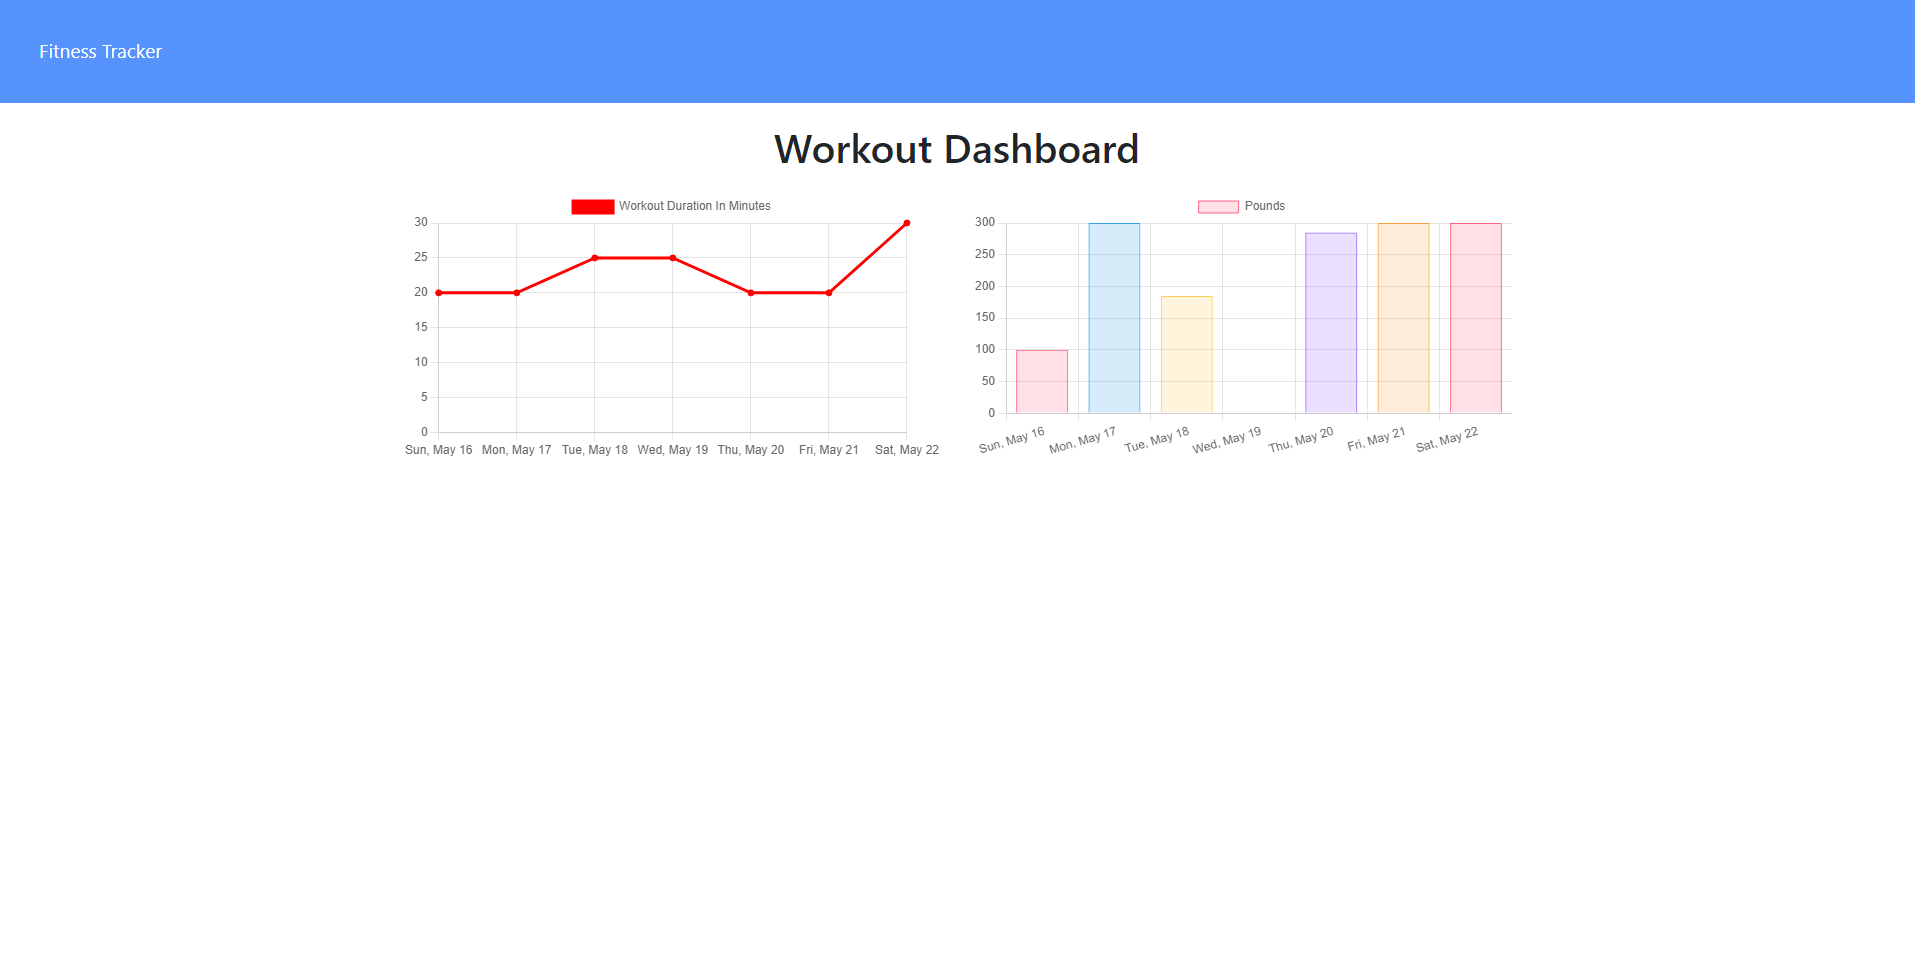 Fitness Tracker
Workout Dashboard
Workout Duration In Minutes
30
25
20
15
10
5
0
Sun, May 16 Mon, May 17 Tue, May 18 Wed, May 19 Thu, May 20 Fri, May 21 Sat, May 22
Pounds
300
250
200
150
100
50
0
Sun, May 16 Mon, May 17 Tue, May 18 Wed, May 19 Thu, May 20 Fri, May 21 Sat, May 22